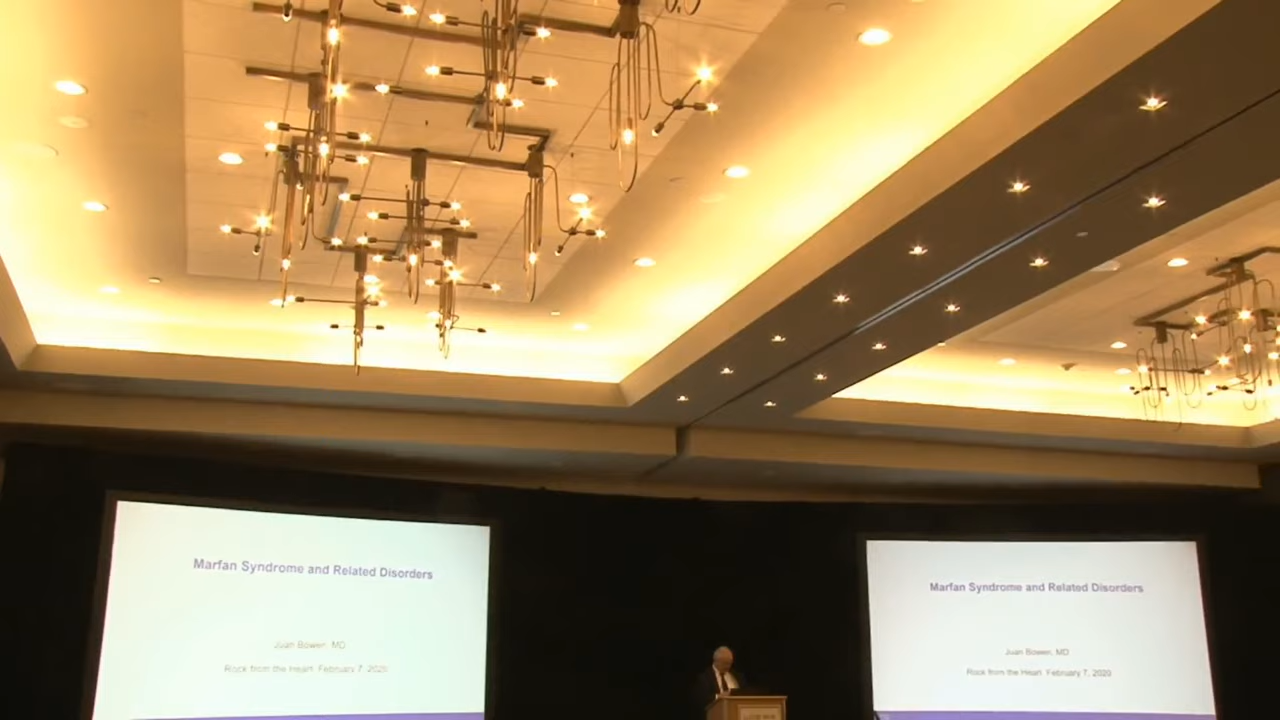 Marfan Syndrome and Related Disorders
Juan Bowen, MD
Rock from the Heart February 7, 2020
Marfan Syndrome and Related Disorders
Juan Bowen, MD
Rock from the Heart February 7, 2020